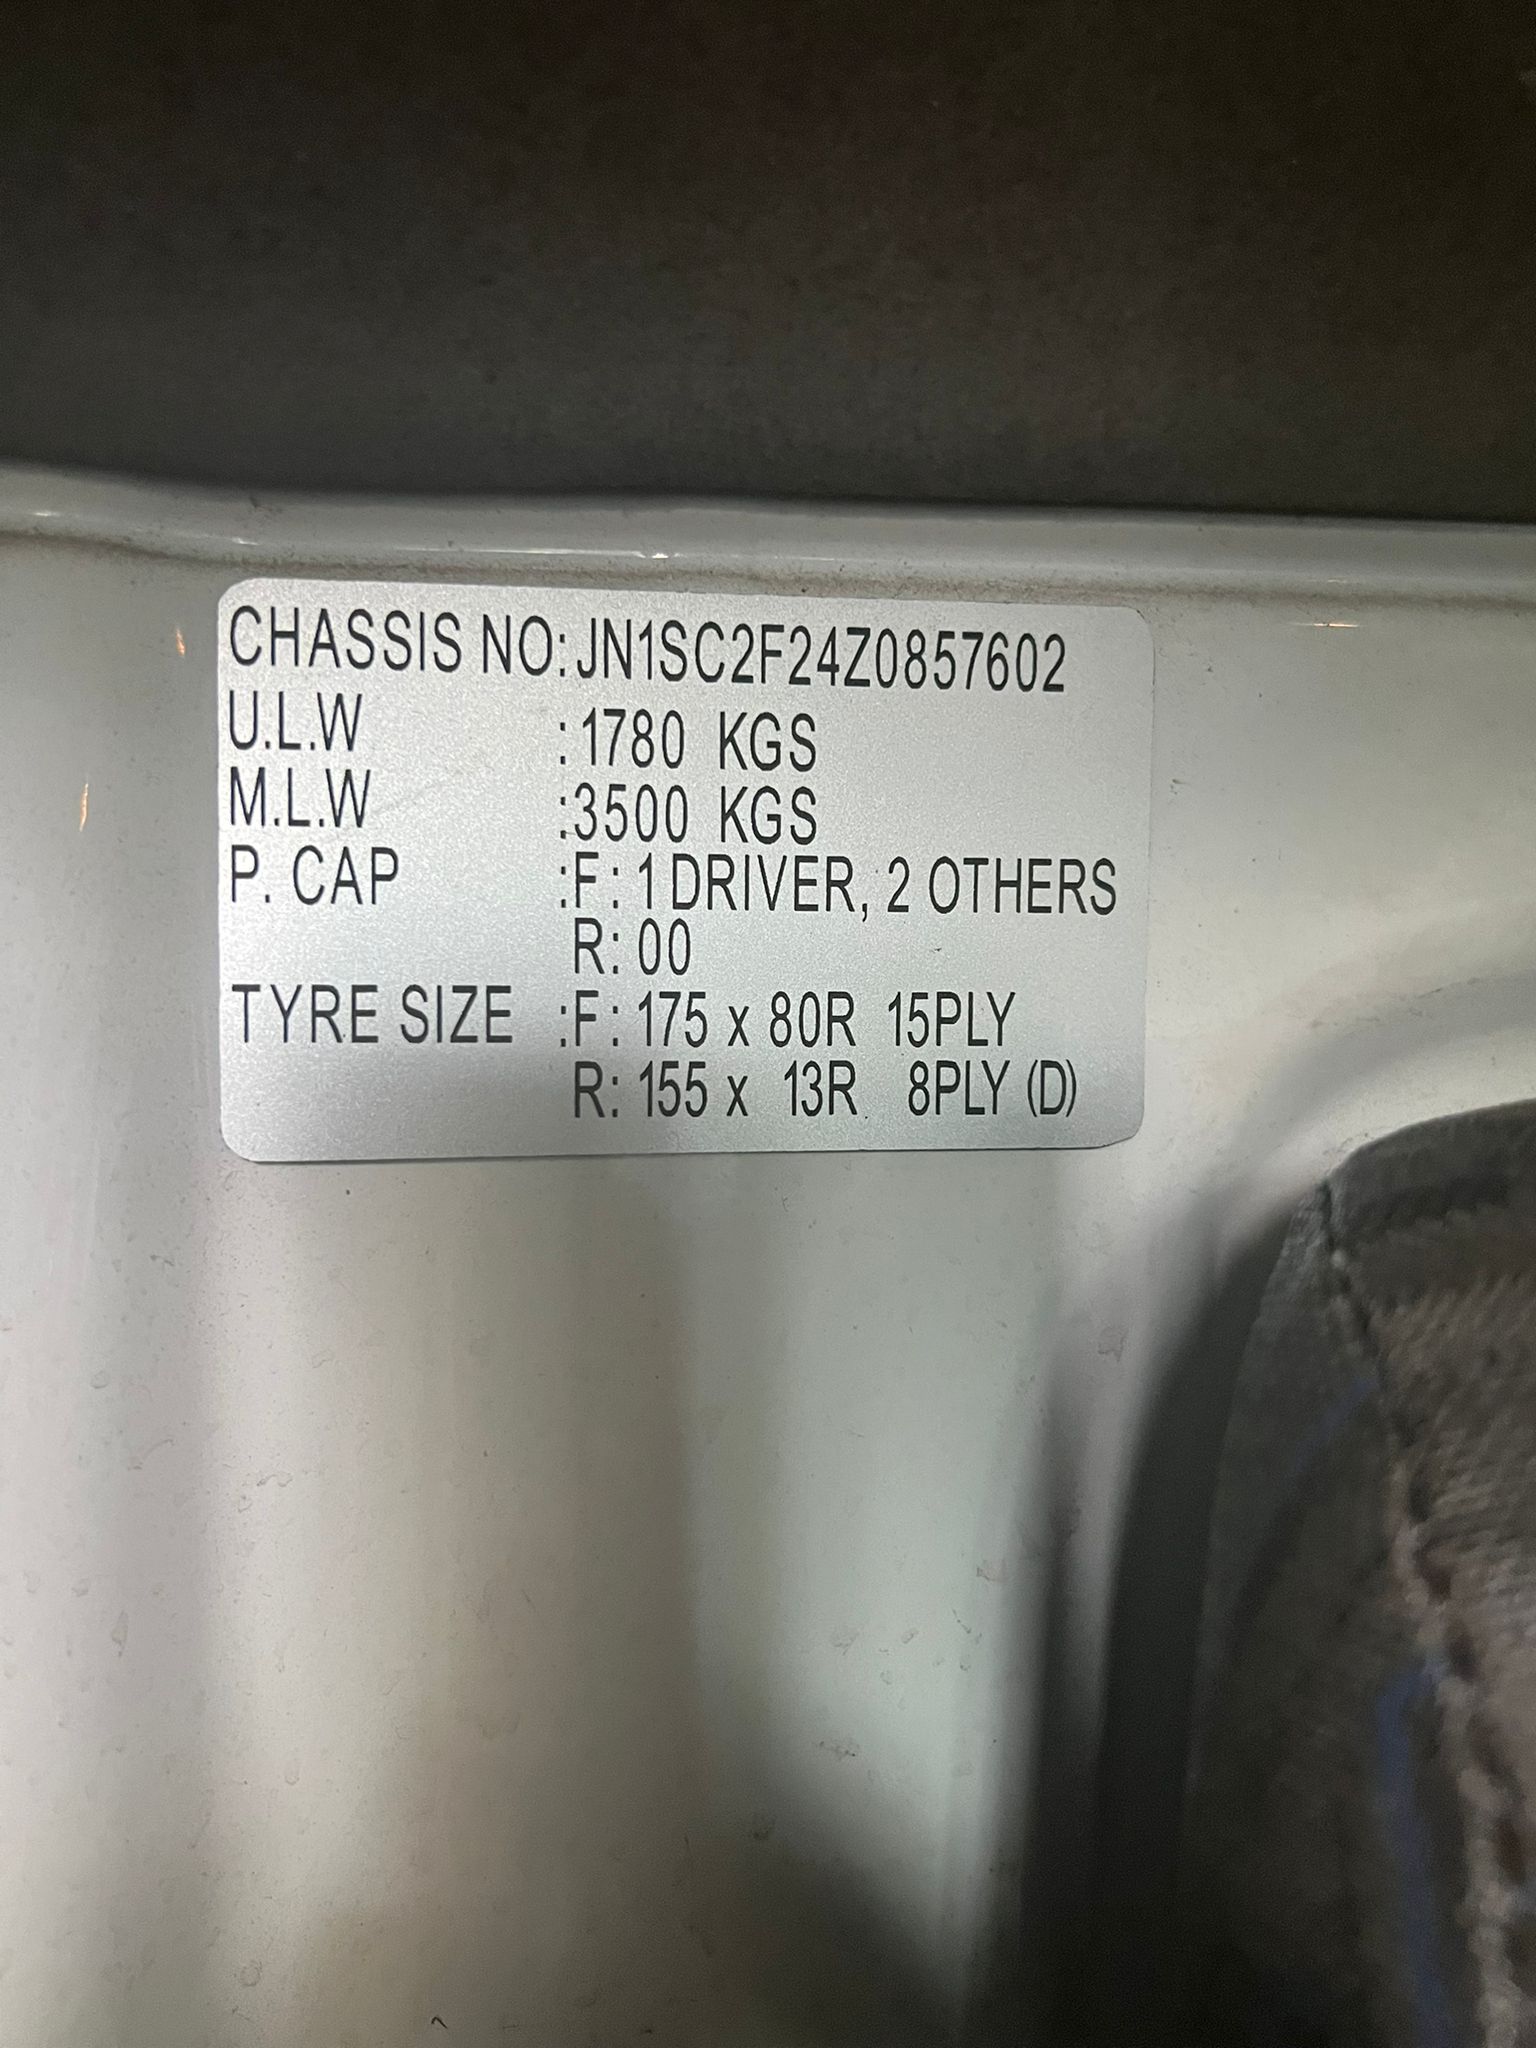 CHASSIS NO: JN1SC2F24Z0857602
U.L.W : 1780 KGS
M.L.W : 3500 KGS
P. CAP : F : 1 DRIVER, 2 OTHERS
R: 00
TYRE SIZE : F : 175 x 80R 15PLY
R: 155 x 13R 8PLY (D)